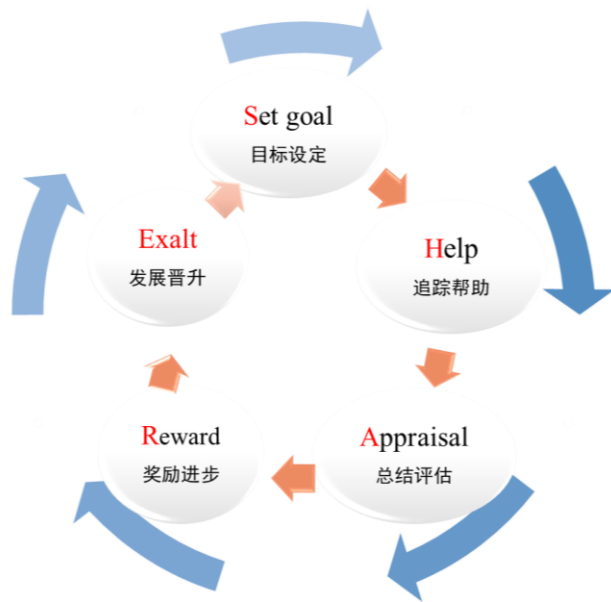 Set goal
目标设定
Help
追踪帮助
Appraisal
总结评估
Reward
奖励进步
Exalt
发展晋升